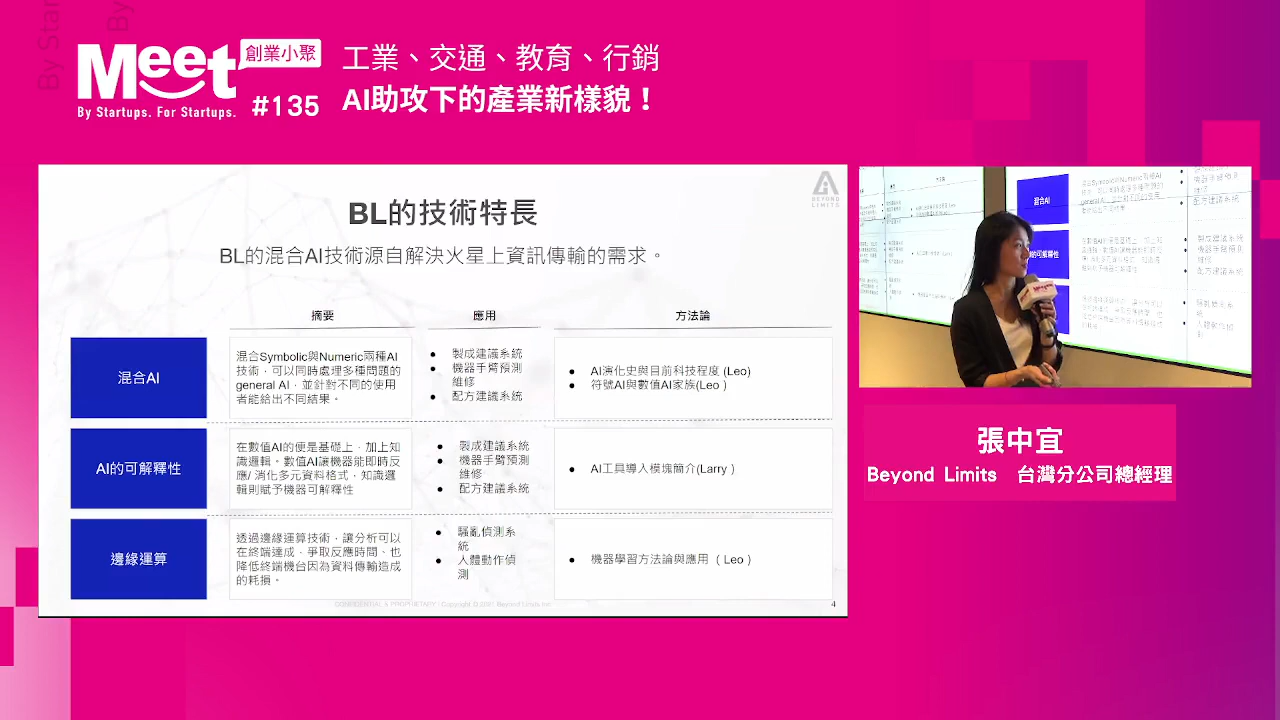 By Star
By
Meet 創業小聚
By Startups. For Startups.
#135
工業、交通、教育、行銷
AI助攻下的產業新樣貌！
BEYOND LIMITS
BL的技術特長
BL的混合AI技術源自解決火星上資訊傳輸的需求。
摘要 應用 方法論
混合AI
混合Symbolic與Numeric兩種AI
技術，可以同時處理多種問題的
general AI，並針對不同的使用
者能給出不同結果。
• 製成建議系統
• 機器手臂預測
維修
• 配方建議系統
• AI演化史與目前科技程度 (Leo)
• 符號AI與數值AI家族(Leo )
AI的可解釋性
在數值AI的便是基礎上，加上知
識邏輯。數值AI讓機器能即時反
應/ 消化多元資料格式，知識邏
輯則賦予機器可解釋性
• 製成建議系統
• 機器手臂預測
維修
• 配方建議系統
• AI工具導入模塊簡介(Larry )
邊緣運算
透過邊緣運算技術，讓分析可以
在終端達成，爭取反應時間、也
降低終端機台因為資料傳輸造成
的耗損。
• 騷亂偵測系
統
• 人體動作偵
測
• 機器學習方法論與應用 ( Leo )
4
混合AI
張中宜
Beyond Limits 台灣分公司總經理